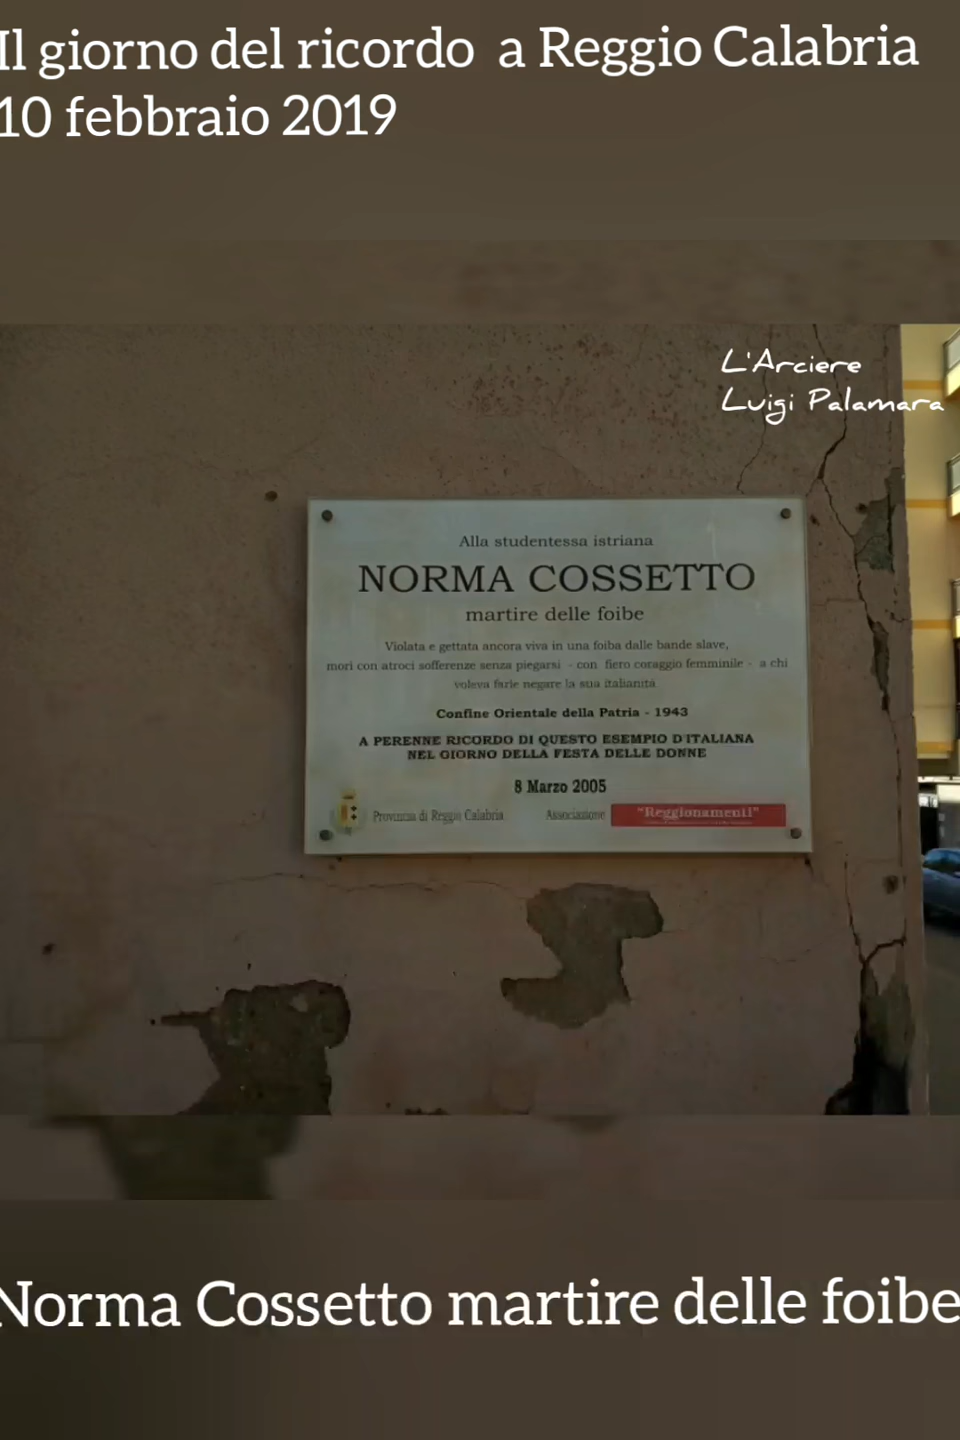 Il giorno del ricordo a Reggio Calabria
10 febbraio 2019
L'Arciere
Luigi Palamara
Alla studentessa istriana
NORMA COSSETTO
martire delle foibe
Violata e gettata ancora viva in una foiba dalle bande slave,
morì con atroci sofferenze senza piegarsi - con fiero coraggio femminile - a chi
voleva farle negare la sua italianità
Confine Orientale della Patria - 1943
A PERENNE RICORDO DI QUESTO ESEMPIO D'ITALIANA
NEL GIORNO DELLA FESTA DELLE DONNE
8 Marzo 2005
Provincia di Reggio Calabria Associazione "Reggionamenti"
Norma Cossetto martire delle foibe